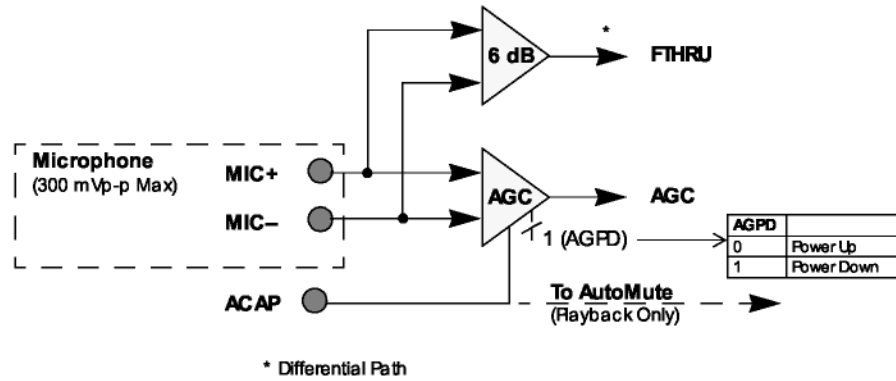 *
6 dB
FTHRU
Microphone
(300 mVp-p Max)
MIC+
MIC–
AGC
AGC
1 (AGPD)
AGPD
0 Power Up
1 Power Down
ACAP
To AutoMute
(Playback Only)
* Differential Path